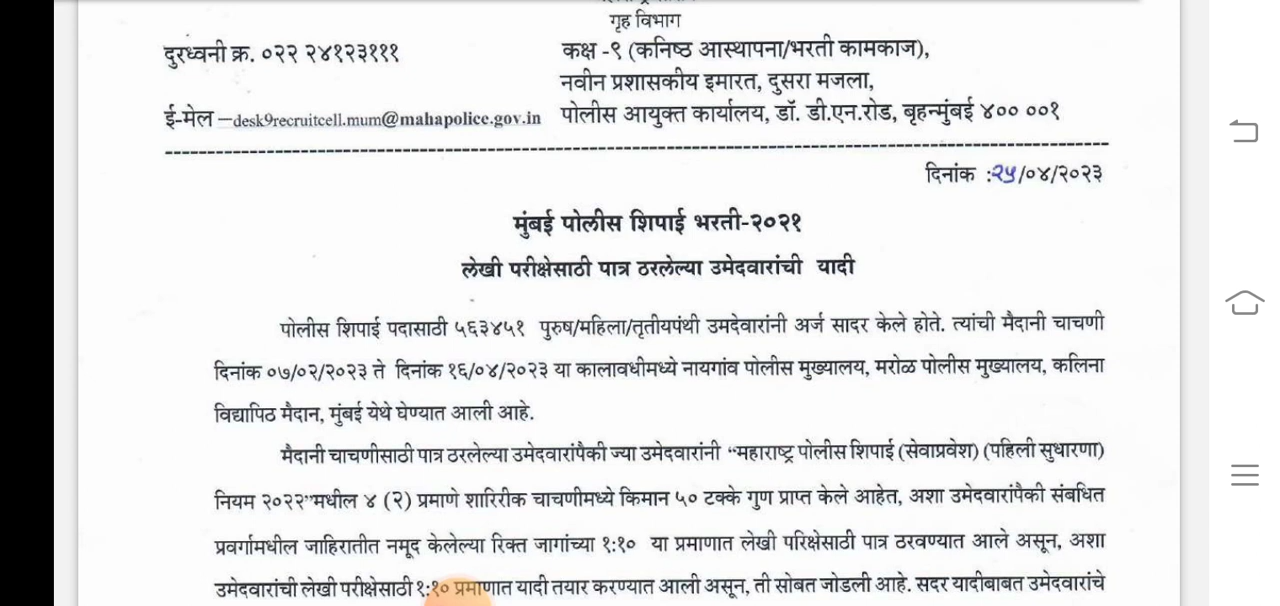 गृह विभाग
दुरध्वनी क्र. ०२२ २४१२३१११
कक्ष -९ (कनिष्ठ आस्थापना/भरती कामकाज),
नवीन प्रशासकीय इमारत, दुसरा मजला,
ई-मेल –desk9recruitcell.mum@mahapolice.gov.in
पोलीस आयुक्त कार्यालय, डॉ. डी.एन.रोड, बृहन्मुंबई ४०० ००१
दिनांक :२५/०४/२०२३
मुंबई पोलीस शिपाई भरती-२०२१
लेखी परीक्षेसाठी पात्र ठरलेल्या उमेदवारांची यादी
पोलीस शिपाई पदासाठी ५६३४५१ पुरुष/महिला/तृतीयपंथी उमदेवारांनी अर्ज सादर केले होते. त्यांची मैदानी चाचणी
दिनांक ०७/०२/२०२३ ते दिनांक १६/०४/२०२३ या कालावधीमध्ये नायगांव पोलीस मुख्यालय, मरोळ पोलीस मुख्यालय, कलिना
विद्यापिठ मैदान, मुंबई येथे घेण्यात आली आहे.
मैदानी चाचणीसाठी पात्र ठरलेल्या उमेदवारांपैकी ज्या उमेदवारांनी “महाराष्ट्र पोलीस शिपाई (सेवाप्रवेश) (पहिली सुधारणा)
नियम २०२२”मधील ४ (२) प्रमाणे शारिरीक चाचणीमध्ये किमान ५० टक्के गुण प्राप्त केले आहेत, अशा उमेदवारांपैकी संबधित
प्रवर्गामधील जाहिरातीत नमूद केलेल्या रिक्त जागांच्या १:१० या प्रमाणात लेखी परिक्षेसाठी पात्र ठरवण्यात आले असून, अशा
उमेदवारांची लेखी परीक्षेसाठी १:१० प्रमाणात यादी तयार करण्यात आली असून, ती सोबत जोडली आहे. सदर यादीबाबत उमेदवारांचे